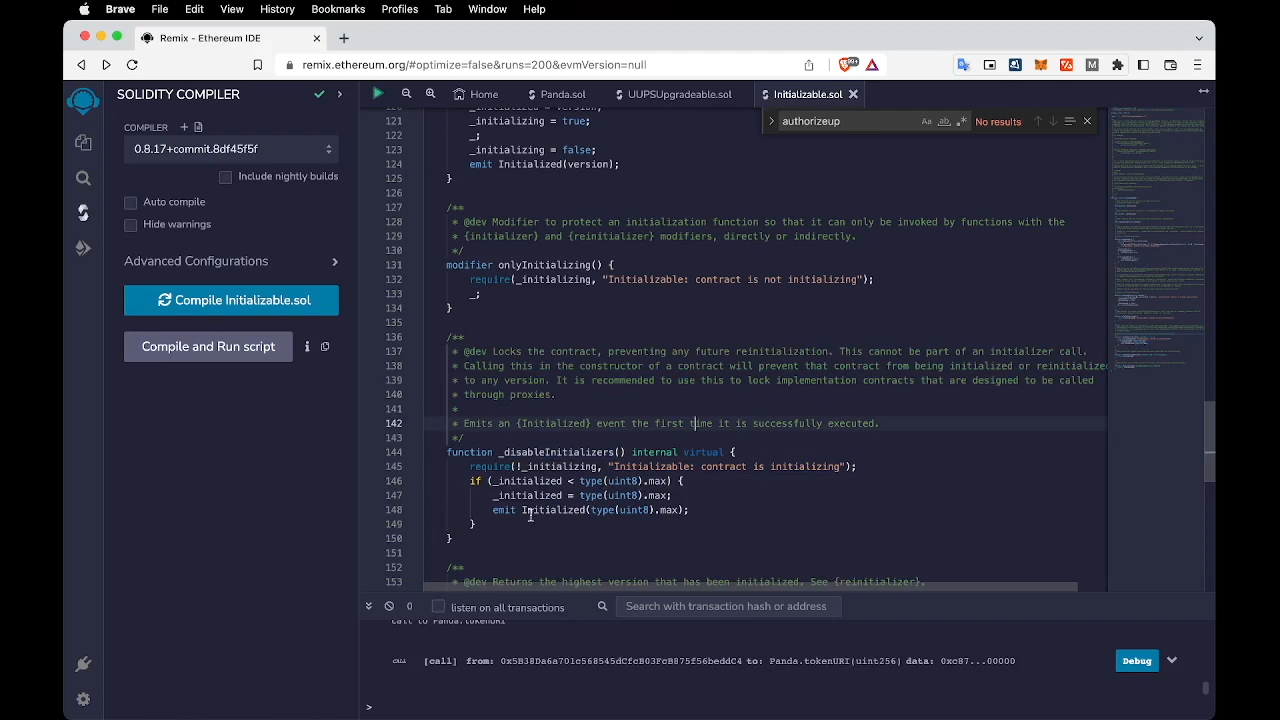 Brave File Edit View History Bookmarks Profiles Tab Window Help
Remix - Ethereum IDE
remix.ethereum.org/#optimize=false&runs=200&evmVersion=null
99+
SOLIDITY COMPILER
COMPILER
0.8.17+commit.8df45f5f
Include nightly builds
Auto compile
Hide warnings
Advanced Configurations
Compile Initializable.sol
Compile and Run script
Home Panda.sol UUPSUpgradeable.sol Initializable.sol
authorizeup
Aa ab .* No results
_initialized = version;
121 _initializing = true;
122 _;
123 _initializing = false;
124 emit Initialized(version);
125
126
127 /**
128 * @dev Modifier to protect an initialization function so that it can only be invoked by functions with the
129 * {initializer} and {reinitializer} modifiers, directly or indirectly.
130 */
131 modifier onlyInitializing() {
132 require(_initializing, "Initializable: contract is not initializing");
133 _;
134 }
135
136 /**
137 * @dev Locks the contract, preventing any future reinitialization. This cannot be part of an initializer call.
138 * Calling this in the constructor of a contract will prevent that contract from being initialized or reinitialized
139 * to any version. It is recommended to use this to lock implementation contracts that are designed to be called
140 * through proxies.
141 *
142 * Emits an {Initialized} event the first time it is successfully executed.
143 */
144 function _disableInitializers() internal virtual {
145 require(!_initializing, "Initializable: contract is initializing");
146 if (_initialized < type(uint8).max) {
147 _initialized = type(uint8).max;
148 emit Initialized(type(uint8).max);
149 }
150 }
151
152 /**
153 * @dev Returns the highest version that has been initialized. See {reinitializer}.
0 listen on all transactions
Search with transaction hash or address
call to Panda.tokenURI
CALL [call] from: 0x5B38Da6a701c568545dCfcB03FcB875f56beddC4 to: Panda.tokenURI(uint256) data: 0xc87...00000
Debug
>